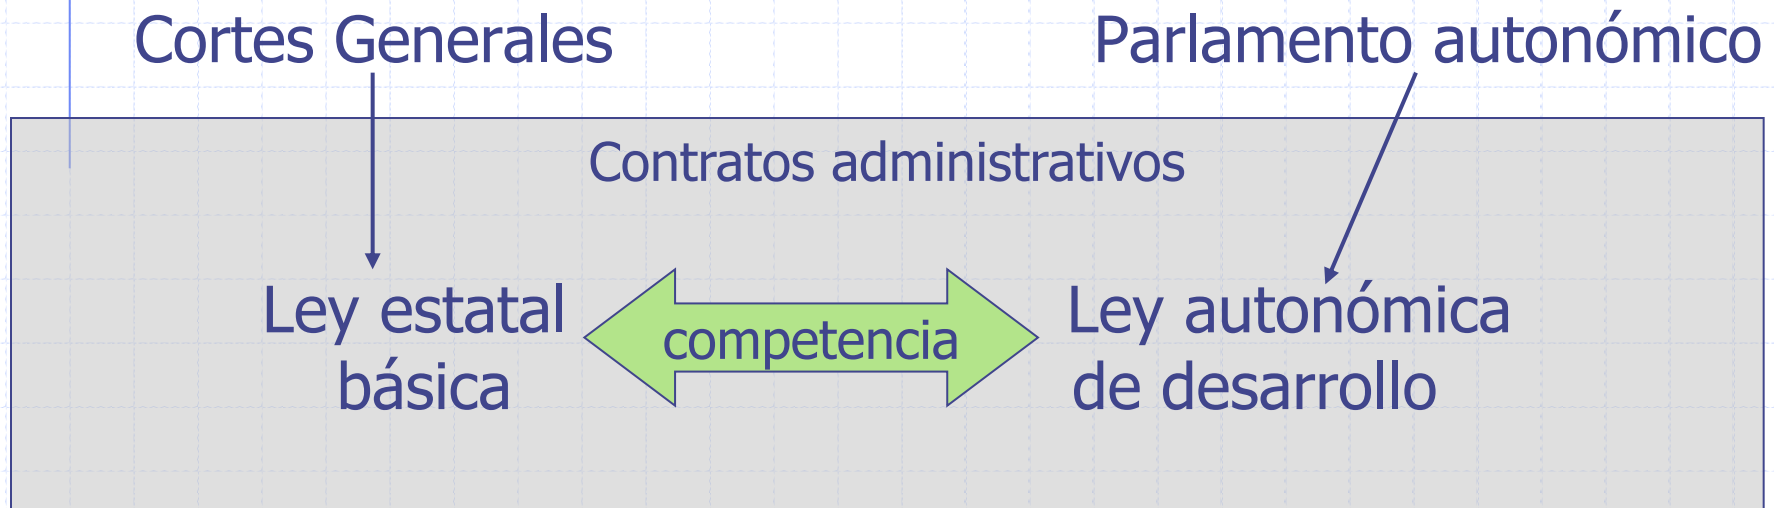 Cortes Generales
Parlamento autonómico
Contratos administrativos
Ley estatal
básica
competencia
Ley autonómica
de desarrollo